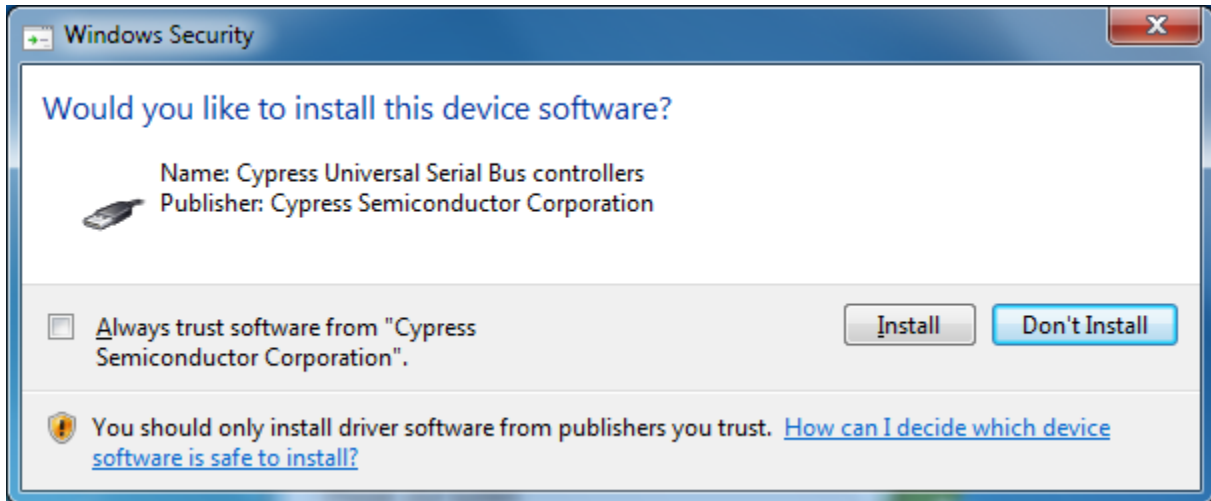 Windows Security
Would you like to install this device software?
Name: Cypress Universal Serial Bus controllers
Publisher: Cypress Semiconductor Corporation
Always trust software from "Cypress
Semiconductor Corporation".
Install
Don't Install
You should only install driver software from publishers you trust. How can I decide which device
software is safe to install?